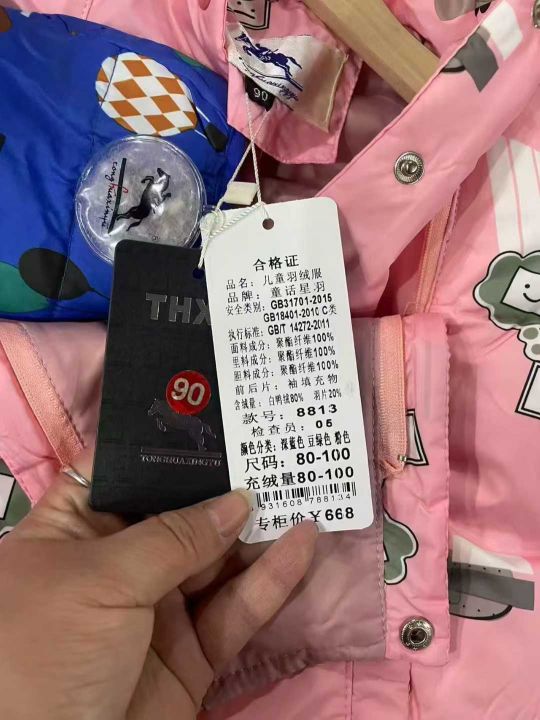 90
tonghuaxingyu
THX
90
TONGHUAXINGYU
合格证
品名：儿童羽绒服
品牌：童话星羽
安全类别：GB31701-2015
GB18401-2010 C类
执行标准：GB/T 14272-2011
面料成分：聚酯纤维100%
里料成分：聚酯纤维100%
胆料成分：聚酯纤维100%
前后片：袖填充物
含绒量：白鸭绒80% 羽片20%
款号：8813
检查员：05
颜色分类：深蓝色 豆绿色 粉色
尺码：80-100
充绒量80-100
931608 788134
专柜价￥668